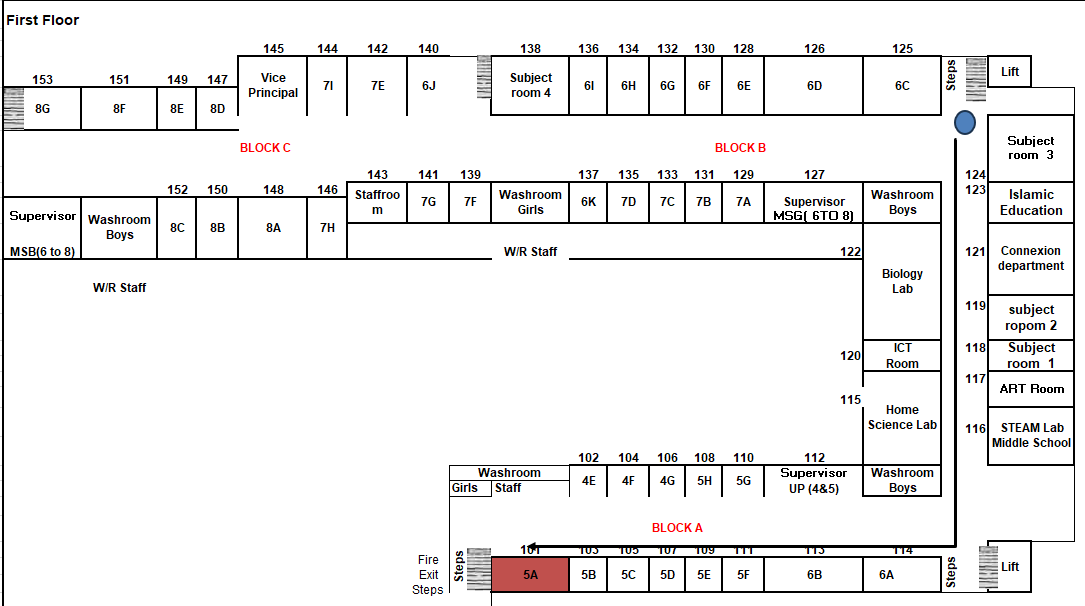 First Floor
145 144 142 140 138 136 134 132 130 128 126 125
153 151 149 147
Vice
Principal
7I 7E 6J
Subject
room 4
6I 6H 6G 6F 6E 6D 6C
Steps
Lift
8G 8F 8E 8D
BLOCK C
BLOCK B
Subject
room 3
124
143 141 139 137 135 133 131 129 127
152 150 148 146
123
Staffroo
m
7G 7F
Washroom
Girls
6K 7D 7C 7B 7A
Supervisor
MSG( 6TO 8)
Washroom
Boys
Islamic
Education
Supervisor
MSB(6 to 8)
Washroom
Boys
8C 8B 8A 7H
W/R Staff
122
121
Connexion
department
W/R Staff
Biology
Lab
119
subject
ropom 2
120
ICT
Room
118
Subject
room 1
117
ART Room
115
Home
Science Lab
116
STEAM Lab
Middle School
102 104 106 108 110 112
Washroom
Girls Staff
4E 4F 4G 5H 5G
Supervisor
UP (4&5)
Washroom
Boys
BLOCK A
101 103 105 107 109 111 113 114
Fire
Exit
Steps
Steps
5A 5B 5C 5D 5E 5F 6B 6A
Steps
Lift